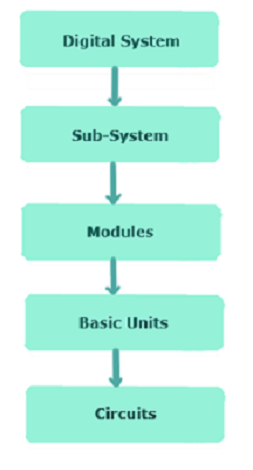 Digital System
Sub-System
Modules
Basic Units
Circuits